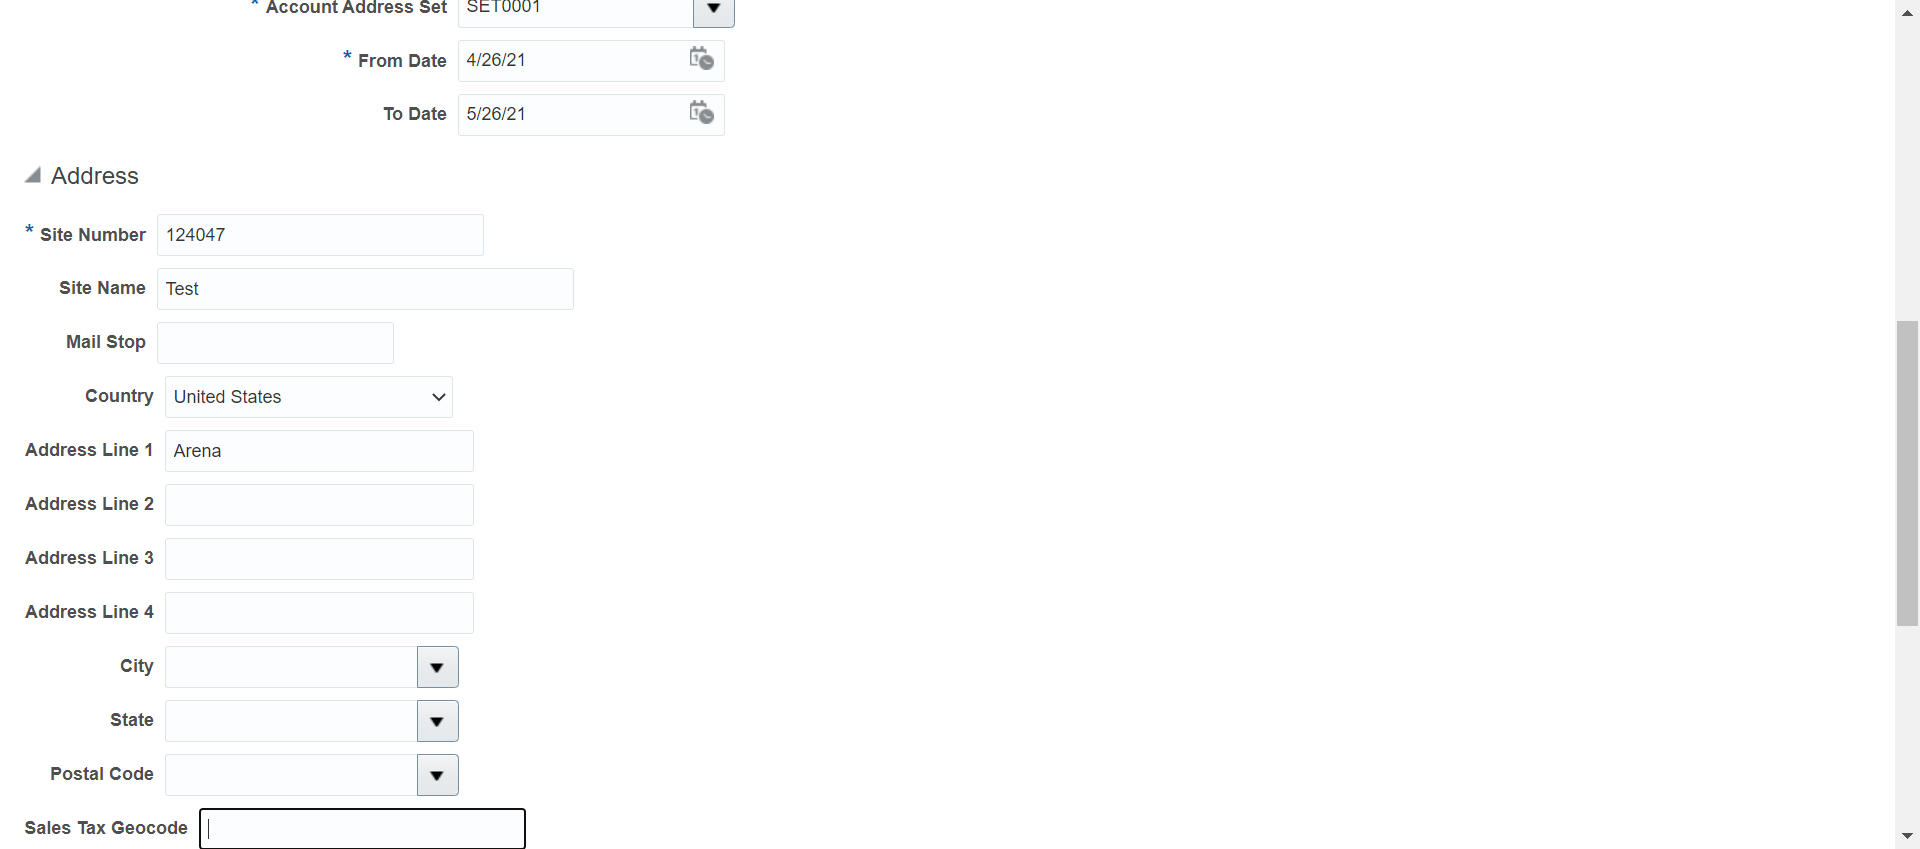 * Account Address Set SET0001
* From Date 4/26/21
To Date 5/26/21
Address
* Site Number 124047
Site Name Test
Mail Stop
Country United States
Address Line 1 Arena
Address Line 2
Address Line 3
Address Line 4
City
State
Postal Code
Sales Tax Geocode